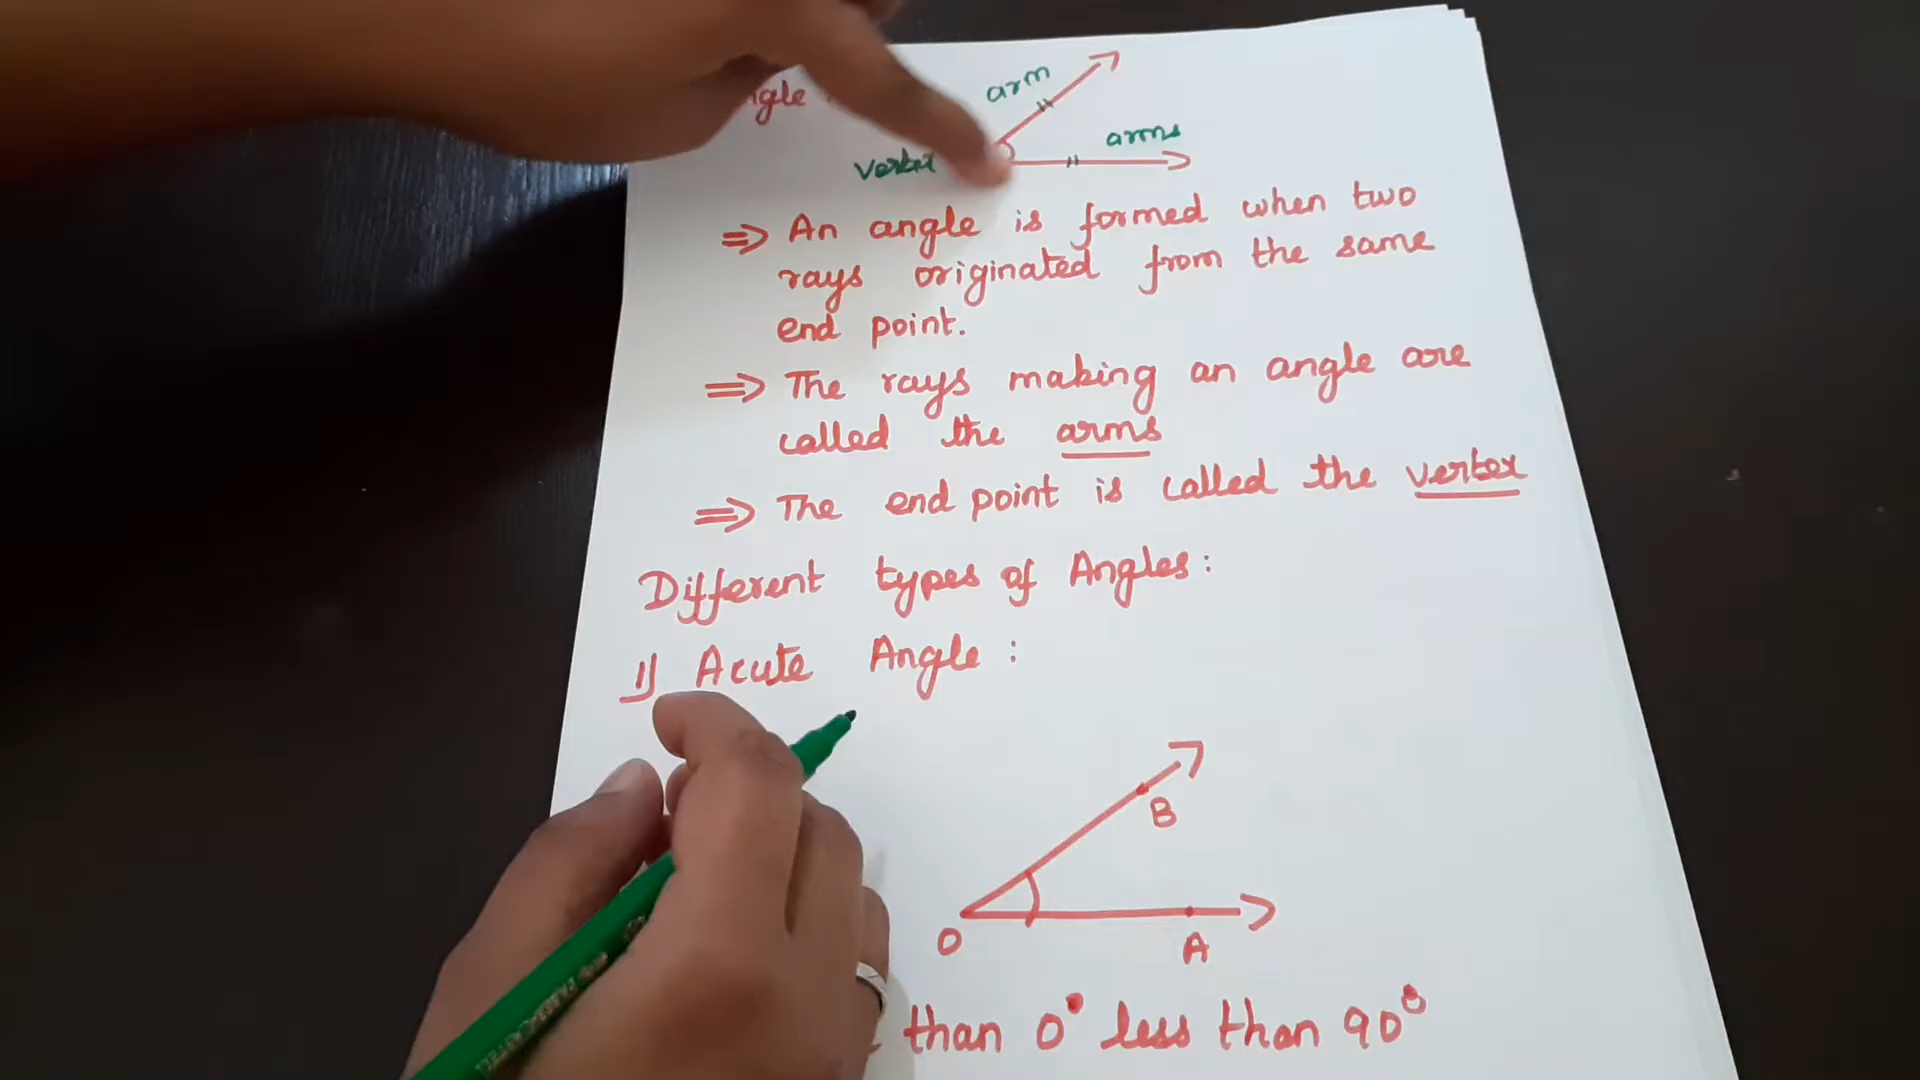 arm
arms
vertex
=> An angle is formed when two
rays originated from the same
end point.
=> The rays making an angle are
called the arms
=> The end point is called the vertex
Different types of Angles:
1) Acute Angle :
B
O
A
than 0° less than 90°